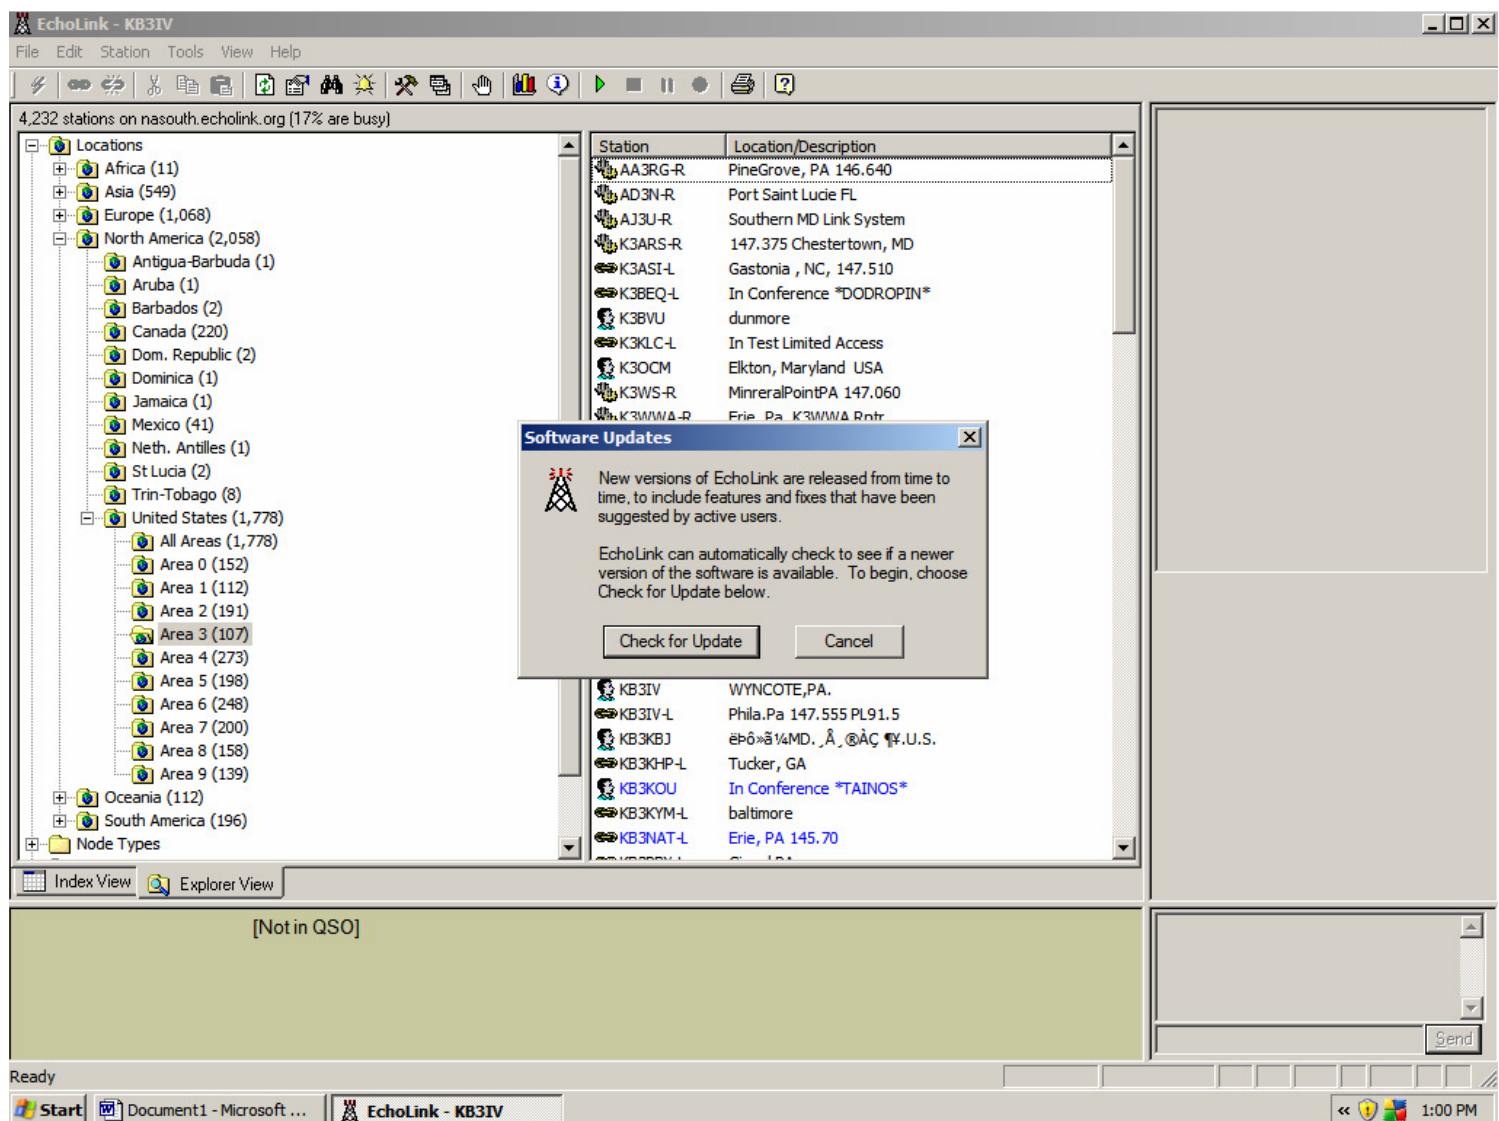 EchoLink - KB3IV
File Edit Station Tools View Help
4,232 stations on nasouth.echolink.org (17% are busy)
Locations
Africa (11)
Asia (549)
Europe (1,068)
North America (2,058)
Antigua-Barbuda (1)
Aruba (1)
Barbados (2)
Canada (220)
Dom. Republic (2)
Dominica (1)
Jamaica (1)
Mexico (41)
Neth. Antilles (1)
St Lucia (2)
Trin-Tobago (8)
United States (1,778)
All Areas (1,778)
Area 0 (152)
Area 1 (112)
Area 2 (191)
Area 3 (107)
Area 4 (273)
Area 5 (198)
Area 6 (248)
Area 7 (200)
Area 8 (158)
Area 9 (139)
Oceania (112)
South America (196)
Node Types
Station Location/Description
AA3RG-R PineGrove, PA 146.640
AD3N-R Port Saint Lucie FL
AJ3U-R Southern MD Link System
K3ARS-R 147.375 Chestertown, MD
K3ASI-L Gastonia , NC, 147.510
K3BEQ-L In Conference *DODROPIN*
K3BVU dunmore
K3KLC-L In Test Limited Access
K3OCM Elkton, Maryland USA
K3WS-R MinreralPointPA 147.060
K3WWA-R Erie, Pa. K3WWA Rptr
Software Updates
New versions of EchoLink are released from time to
time, to include features and fixes that have been
suggested by active users.
EchoLink can automatically check to see if a newer
version of the software is available. To begin, choose
Check for Update below.
Check for Update Cancel
KB3IV WYNCOTE,PA.
KB3IV-L Phila.Pa 147.555 PL91.5
KB3KBJ ëÞô»ã¼MD. ¸Â¸®ÀÇ ¶¥.U.S.
KB3KHP-L Tucker, GA
KB3KOU In Conference *TAINOS*
KB3KYM-L baltimore
KB3NAT-L Erie, PA 145.70
Index View Explorer View
[Not in QSO]
Send
Ready
Start Document1 - Microsoft ... EchoLink - KB3IV « 1:00 PM